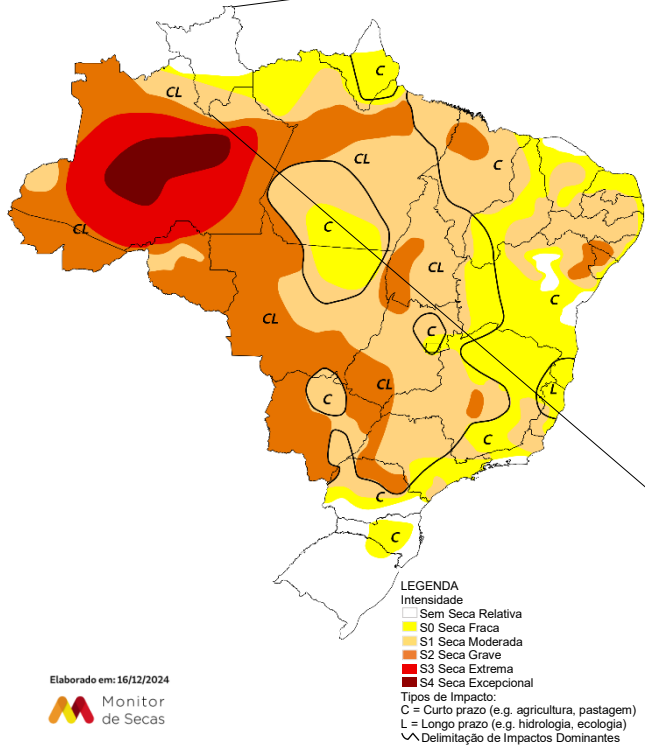 C
CL
CL
C
C
CL
CL
C
CL
C
CL
C
L
C
C
C
C
LEGENDA
Intensidade
Sem Seca Relativa
S0 Seca Fraca
S1 Seca Moderada
S2 Seca Grave
S3 Seca Extrema
S4 Seca Excepcional
Tipos de Impacto:
C = Curto prazo (e.g. agricultura, pastagem)
L = Longo prazo (e.g. hidrologia, ecologia)
Delimitação de Impactos Dominantes
Elaborado em: 16/12/2024
Monitor
de Secas